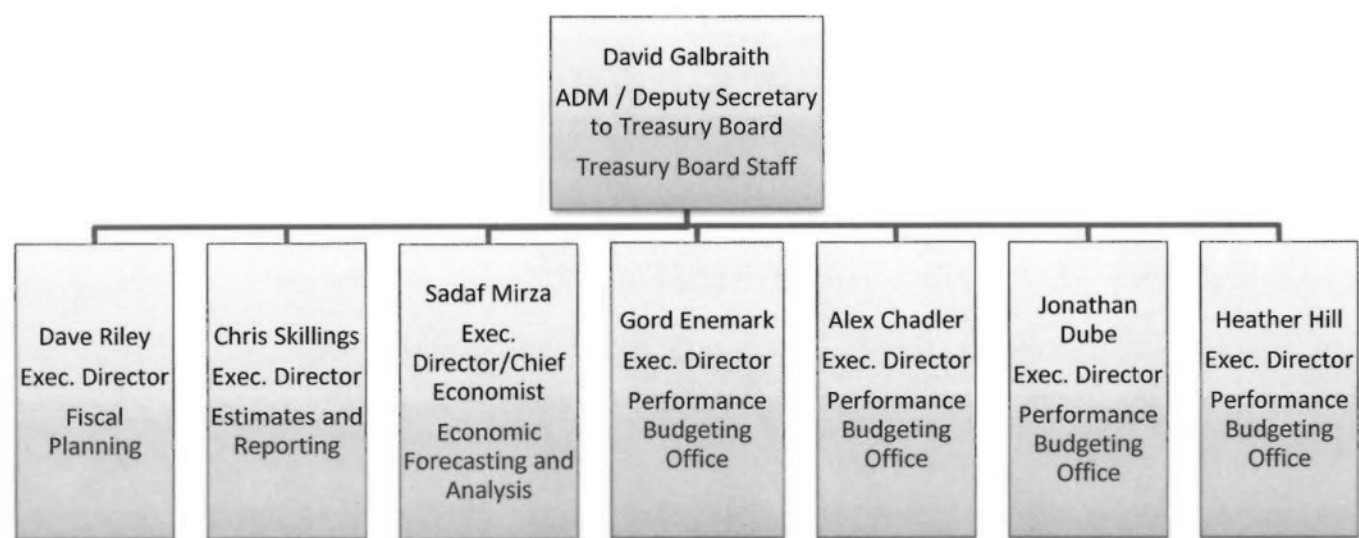 David Galbraith
ADM / Deputy Secretary
to Treasury Board
Treasury Board Staff
Dave Riley
Exec. Director
Fiscal
Planning
Chris Skillings
Exec. Director
Estimates and
Reporting
Sadaf Mirza
Exec.
Director/Chief
Economist
Economic
Forecasting and
Analysis
Gord Enemark
Exec. Director
Performance
Budgeting
Office
Alex Chadler
Exec. Director
Performance
Budgeting
Office
Jonathan
Dube
Exec. Director
Performance
Budgeting
Office
Heather Hill
Exec. Director
Performance
Budgeting
Office